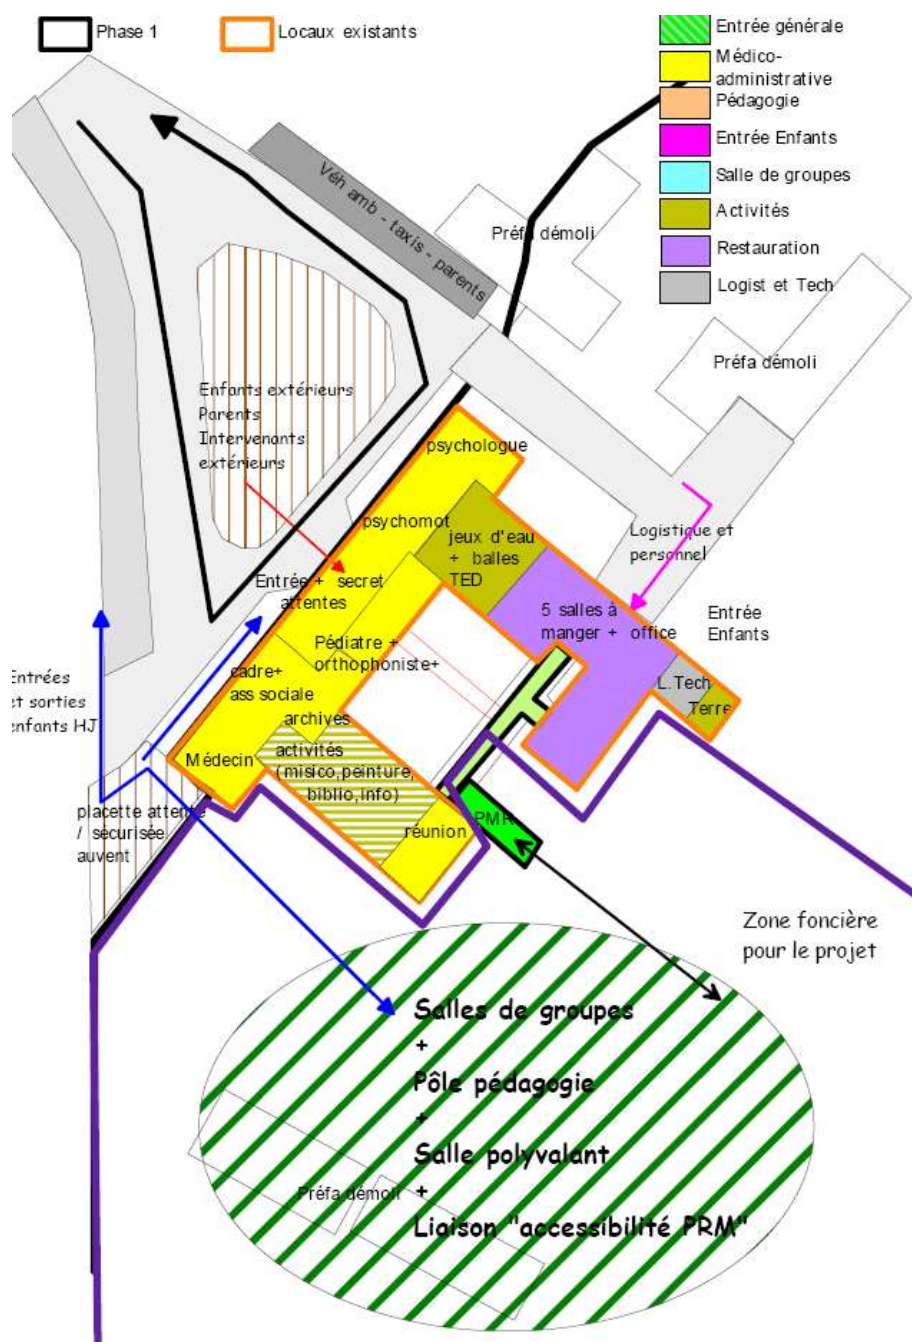 Phase 1
Locaux existants
Entrée générale
Médico-
administrative
Pédagogie
Entrée Enfants
Salle de groupes
Activités
Restauration
Logist et Tech
Véh amb - taxis - parents
Préfa démoli
Préfa démoli
Enfants extérieurs
Parents
Intervenants
extérieurs
psychologue
psychomot
jeux d'eau
+ balles
TED
Logistique et
personnel
Entrée + secret
attentes
5 salles à
manger + office
Entrée
Enfants
Pédiatre +
orthophoniste+
cadre+
ass sociale
L.Tech
Terre
Entrées
et sorties
enfants HJ
archives
Médecin
activités
(misico,peinture,
biblio,Info)
placette attente
/ sécurisée
auvent
réunion
PMR
Zone foncière
pour le projet
Salles de groupes
+
Pôle pédagogie
+
Salle polyvalant
+
Préfa démoli
Liaison "accessibilité PRM"